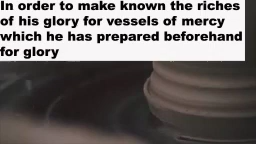 In order to make known the riches
of his glory for vessels of mercy
which he has prepared beforehand
for glory